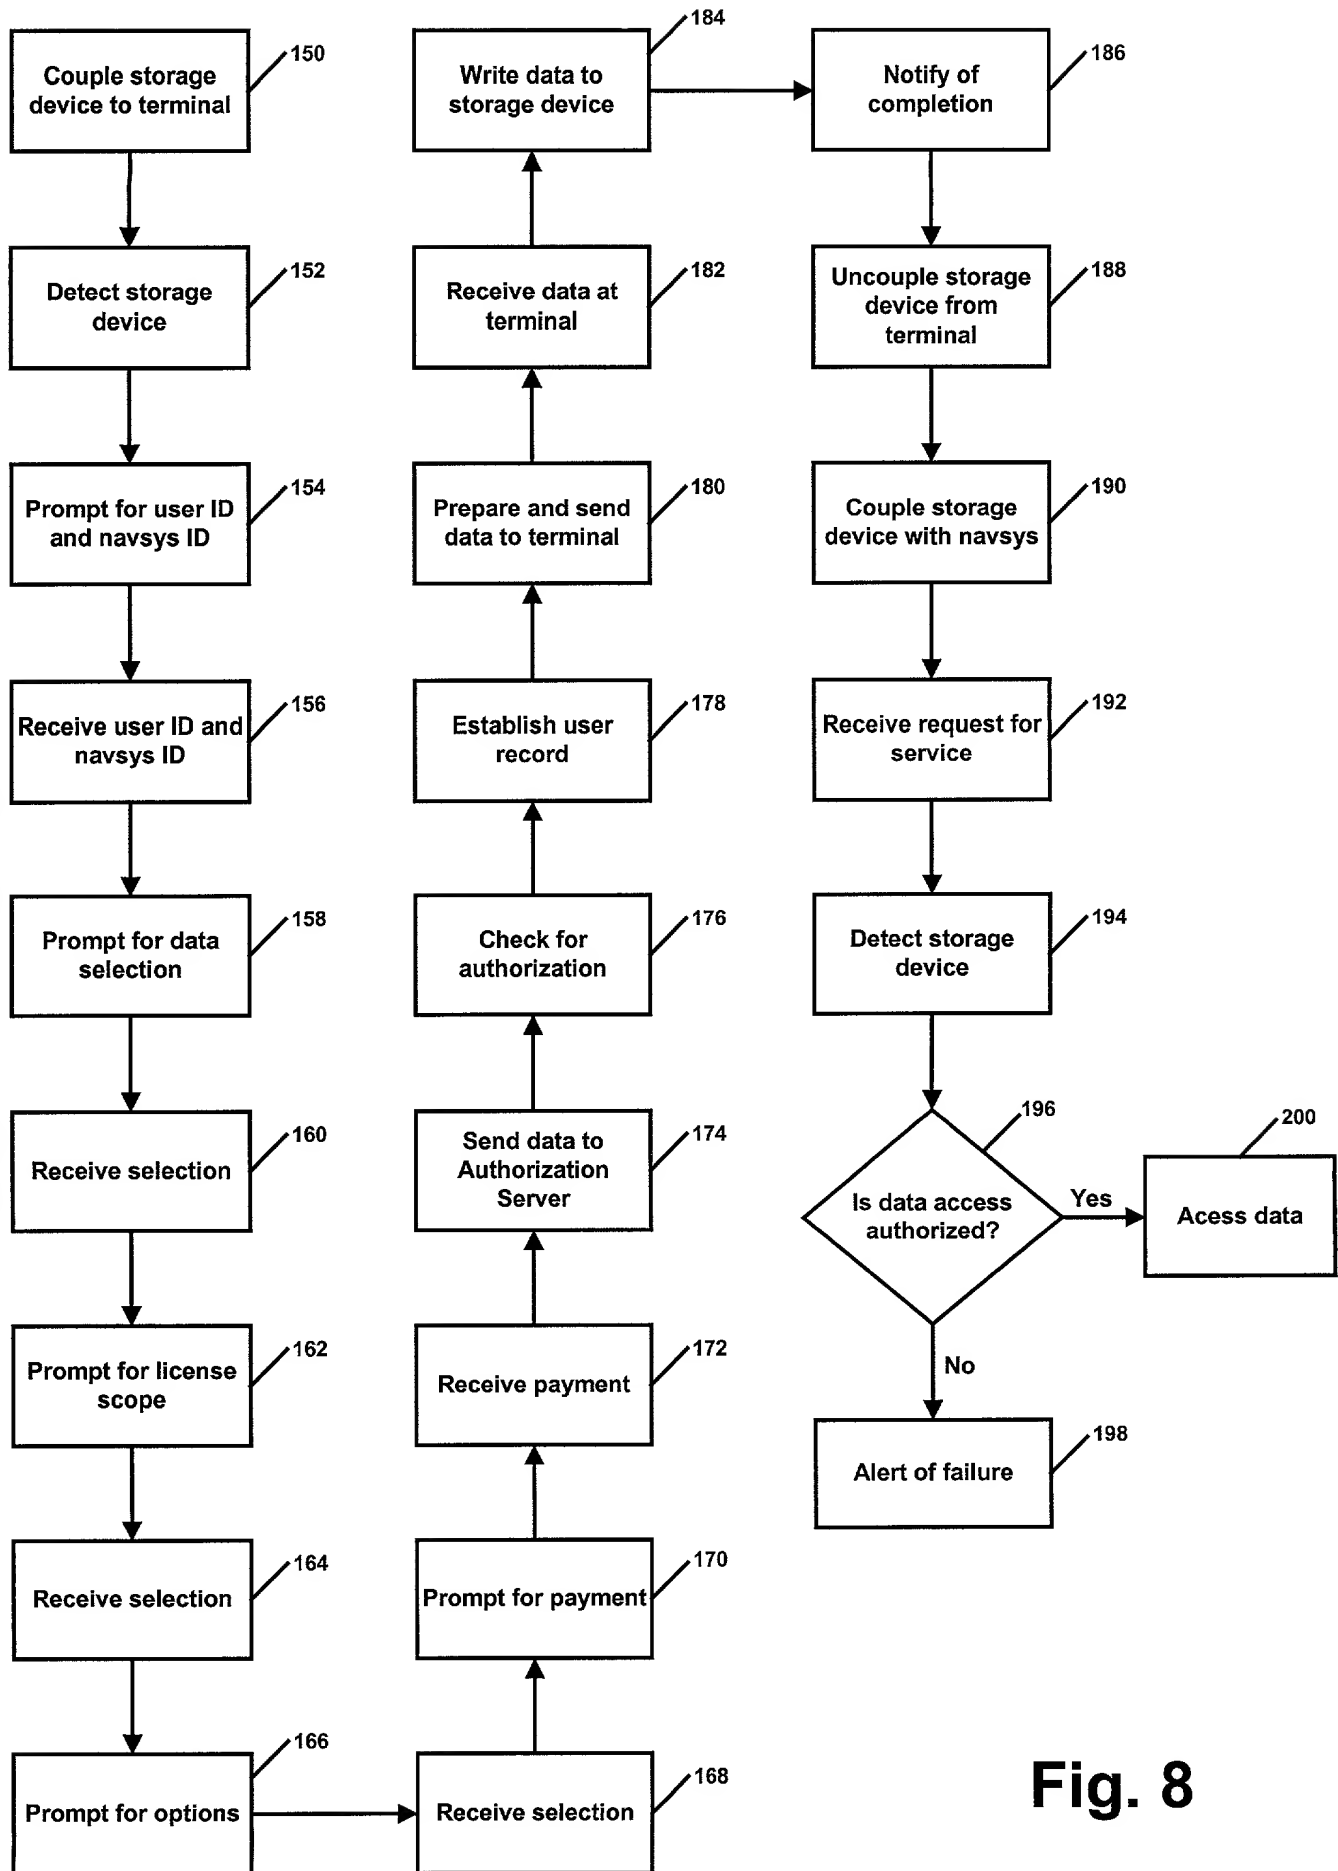 Couple storage
device to terminal
150
Detect storage
device
152
Prompt for user ID
and navsys ID
154
Receive user ID and
navsys ID
156
Prompt for data
selection
158
Receive selection
160
Prompt for license
scope
162
Receive selection
164
Prompt for options
166
Receive selection
168
Prompt for payment
170
Receive payment
172
Send data to
Authorization
Server
174
Check for
authorization
176
Establish user
record
178
Prepare and send
data to terminal
180
Receive data at
terminal
182
Write data to
storage device
184
Notify of
completion
186
Uncouple storage
device from
terminal
188
Couple storage
device with navsys
190
Receive request for
service
192
Detect storage
device
194
Is data access
authorized?
196
Yes
Acess data
200
No
Alert of failure
198
Fig. 8